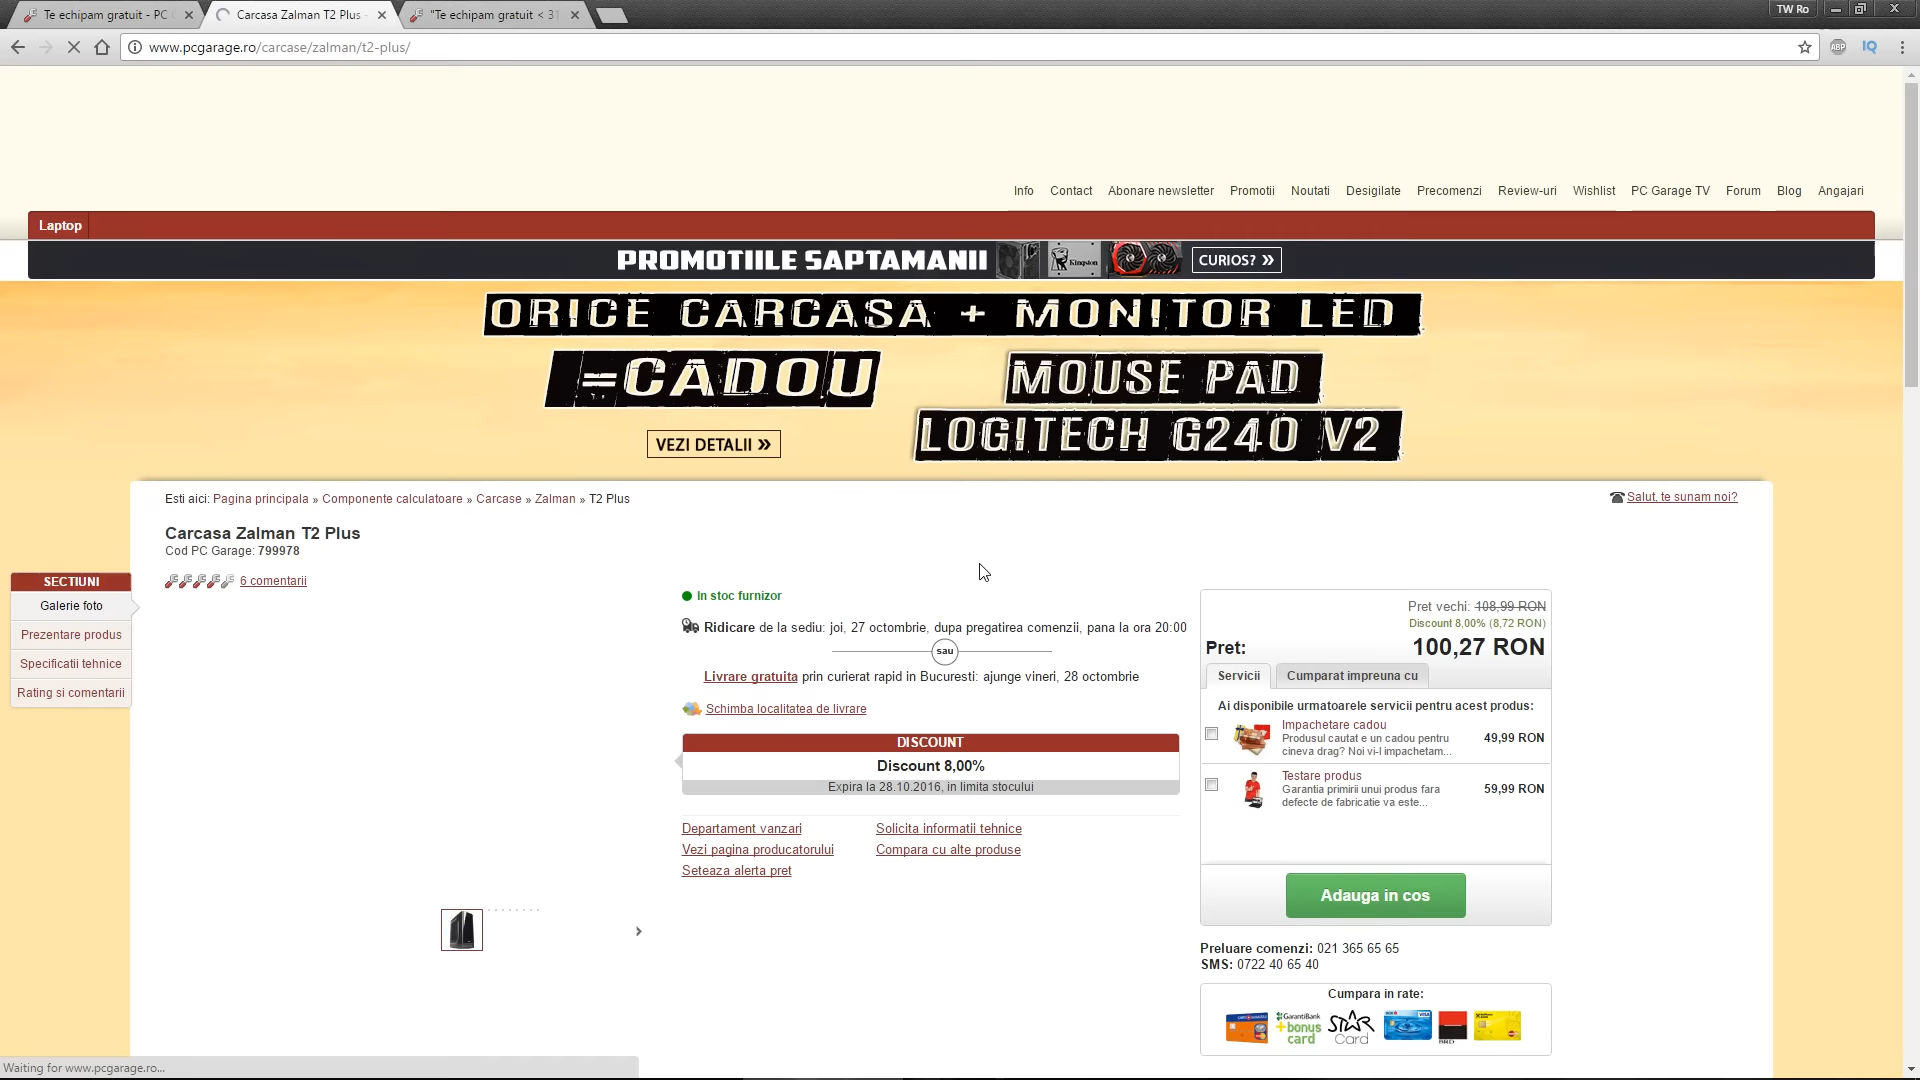 Te echipam gratuit - PC G
Carcasa Zalman T2 Plus -
"Te echipam gratuit < 31
TW Ro
www.pcgarage.ro/carcase/zalman/t2-plus/
ABP
IQ
Info Contact Abonare newsletter Promotii Noutati Desigilate Precomenzi Review-uri Wishlist PC Garage TV Forum Blog Angajari
Laptop
PROMOTIILE SAPTAMANII Kingston CURIOS? »
ORICE CARCASA + MONITOR LED
=CADOU MOUSE PAD
LOGITECH G240 V2
VEZI DETALII »
Esti aici: Pagina principala » Componente calculatoare » Carcase » Zalman » T2 Plus
Salut, te sunam noi?
Carcasa Zalman T2 Plus
Cod PC Garage: 799978
6 comentarii
SECTIUNI
Galerie foto
Prezentare produs
Specificatii tehnice
Rating si comentarii
In stoc furnizor
Ridicare de la sediu: joi, 27 octombrie, dupa pregatirea comenzii, pana la ora 20:00
sau
Livrare gratuita prin curierat rapid in Bucuresti: ajunge vineri, 28 octombrie
Schimba localitatea de livrare
DISCOUNT
Discount 8,00%
Expira la 28.10.2016, in limita stocului
Departament vanzari Solicita informatii tehnice
Vezi pagina producatorului Compara cu alte produse
Seteaza alerta pret
Pret vechi: 108,99 RON
Discount 8,00% (8,72 RON)
Pret: 100,27 RON
Servicii Cumparat impreuna cu
Ai disponibile urmatoarele servicii pentru acest produs:
Impachetare cadou
Produsul cautat e un cadou pentru
cineva drag? Noi vi-l impachetam...
49,99 RON
Testare produs
Garantia primirii unui produs fara
defecte de fabricatie va este...
59,99 RON
Adauga in cos
Preluare comenzi: 021 365 65 65
SMS: 0722 40 65 40
Cumpara in rate:
GarantiBank
+bonus
card
STAR
Card
Waiting for www.pcgarage.ro...